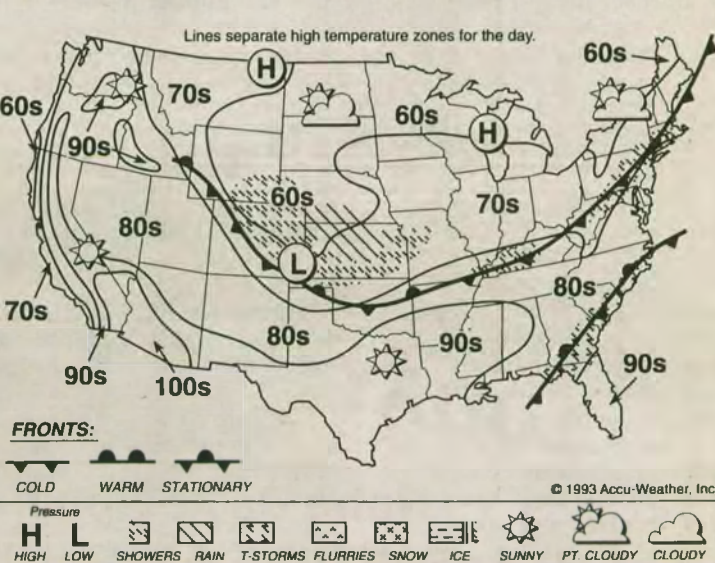 Lines separate high temperature zones for the day.
H
60s
70s
60s
60s
H
90s
60s
70s
80s
L
80s
70s
80s
90s
90s
90s
100s
FRONTS:
COLD WARM STATIONARY
© 1993 Accu-Weather, Inc
Pressure
H L
HIGH LOW SHOWERS RAIN T-STORMS FLURRIES SNOW ICE SUNNY PT. CLOUDY CLOUDY